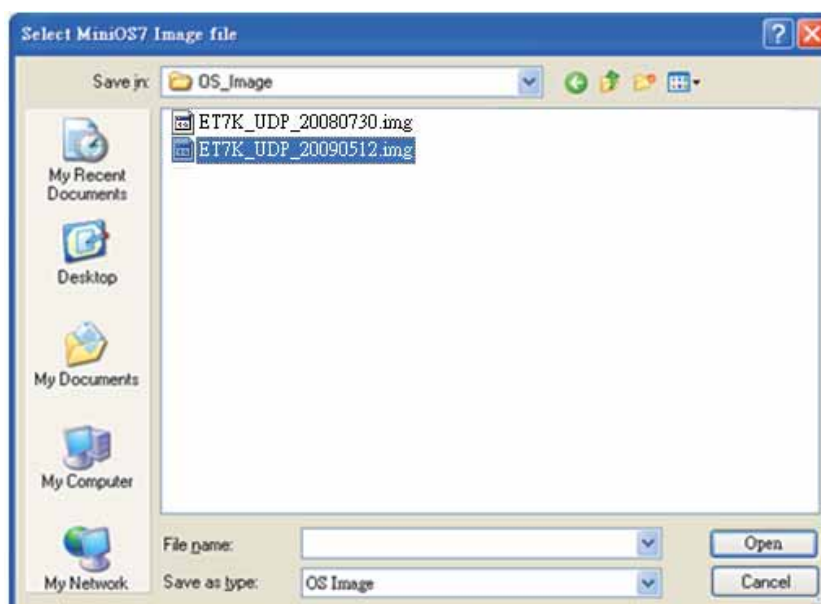 Select MiniOS7 Image file
Save in:
OS_Image
ET7K_UDP_20080730.img
ET7K_UDP_20090512.img
My Recent
Documents
Desktop
My Documents
My Computer
My Network
File name:
Open
Save as type:
OS Image
Cancel